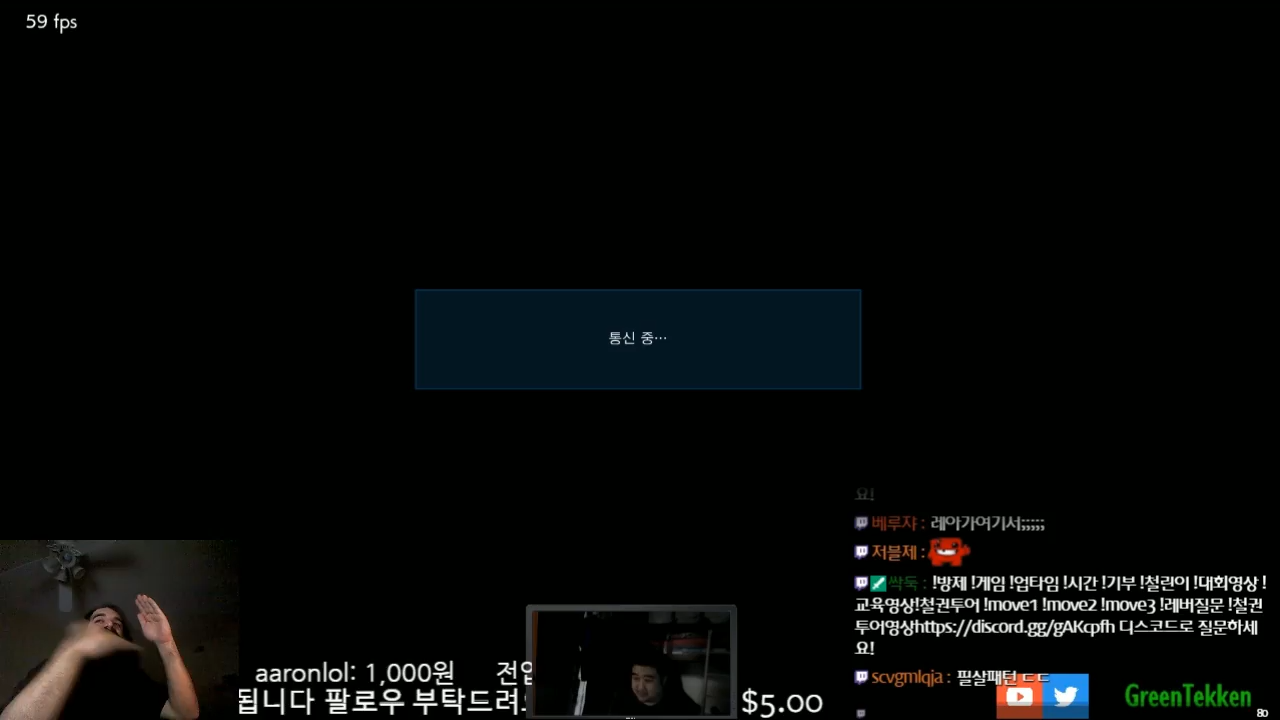 59 fps
통신 중…
요!
베루쟈 : 레아가여기서;;;;;
저블제 :
싹둑 : !방제 !게임 !업타임 !시간 !기부 !철린이 !대회영상 !
교육영상!철권투어 !move1 !move2 !move3 !레버질문 !철권
투어영상https://discord.gg/gAKcpfh 디스코드로 질문하세
요!
scvgmlqja : 필살패턴 ㄷㄷ
aaronlol: 1,000원 전입
됩니다 팔로우 부탁드려
$5.00
GreenTekken
80